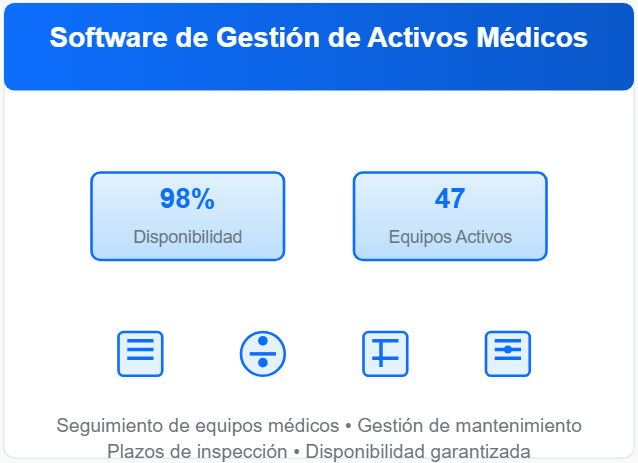 Software de Gestión de Activos Médicos
98%
Disponibilidad
47
Equipos Activos
Seguimiento de equipos médicos • Gestión de mantenimiento
Plazos de inspección • Disponibilidad garantizada